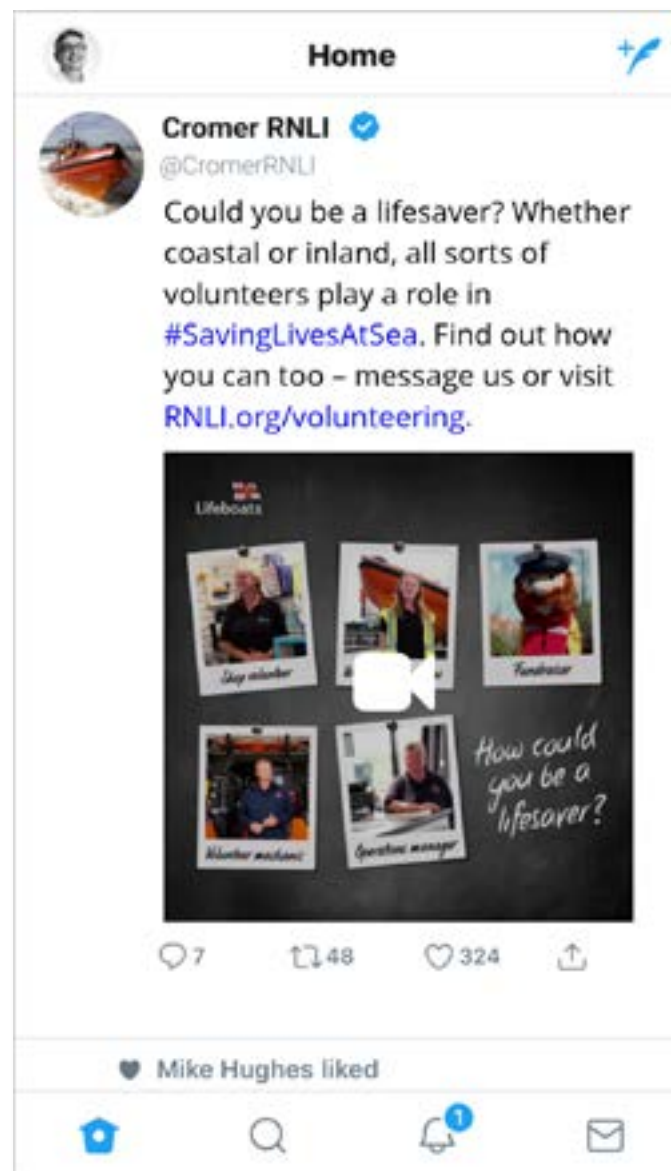 Home
Cromer RNLI
@CromerRNLI
Could you be a lifesaver? Whether
coastal or inland, all sorts of
volunteers play a role in
#SavingLivesAtSea. Find out how
you can too – message us or visit
RNLI.org/volunteering.
Lifeboats
Shop volunteer
Fundraiser
How could
you be a
lifesaver?
Volunteer mechanic
Operations manager
7 48 324
Mike Hughes liked
1